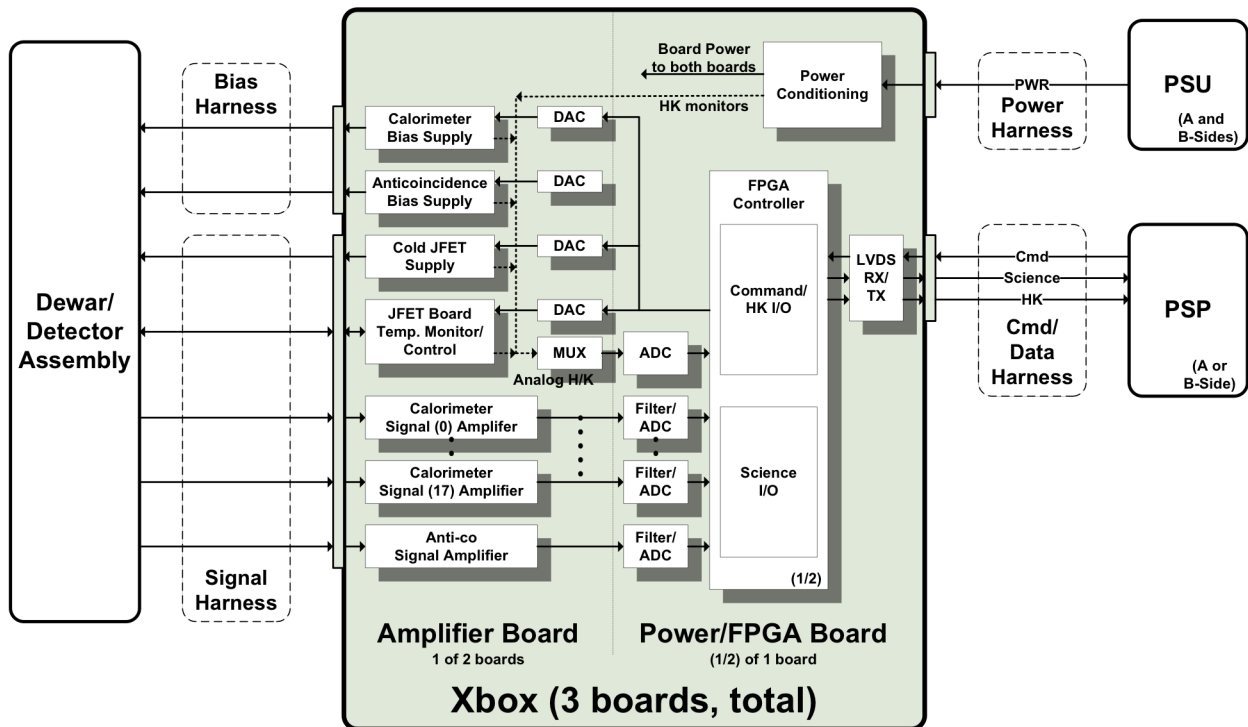 Dewar/
Detector
Assembly
Bias
Harness
Signal
Harness
Calorimeter
Bias Supply
Anticoincidence
Bias Supply
Cold JFET
Supply
JFET Board
Temp. Monitor/
Control
Calorimeter
Signal (0) Amplifer
Calorimeter
Signal (17) Amplifier
Anti-co
Signal Amplifier
DAC
DAC
DAC
DAC
MUX
Analog H/K
ADC
Filter/
ADC
Filter/
ADC
Filter/
ADC
Board Power
to both boards
HK monitors
Power
Conditioning
FPGA
Controller
Command/
HK I/O
Science
I/O
(1/2)
LVDS
RX/
TX
PWR
Power
Harness
Cmd
Science
HK
Cmd/
Data
Harness
PSU
(A and
B-Sides)
PSP
(A or
B-Side)
Amplifier Board
1 of 2 boards
Power/FPGA Board
(1/2) of 1 board
Xbox (3 boards, total)